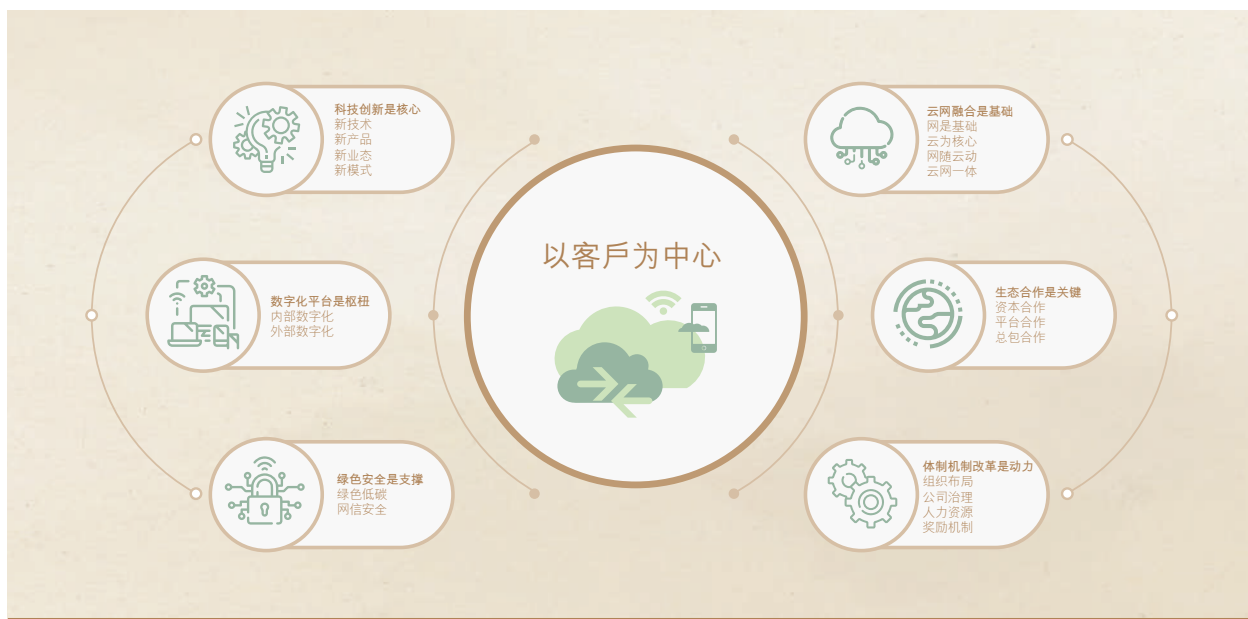 科技创新是核心
新技术
新产品
新业态
新模式
数字化平台是枢纽
内部数字化
外部数字化
绿色安全是支撑
绿色低碳
网信安全
以客戶为中心
云网融合是基础
网是基础
云为核心
网随云动
云网一体
生态合作是关键
资本合作
平台合作
总包合作
体制机制改革是动力
组织布局
公司治理
人力资源
奖励机制